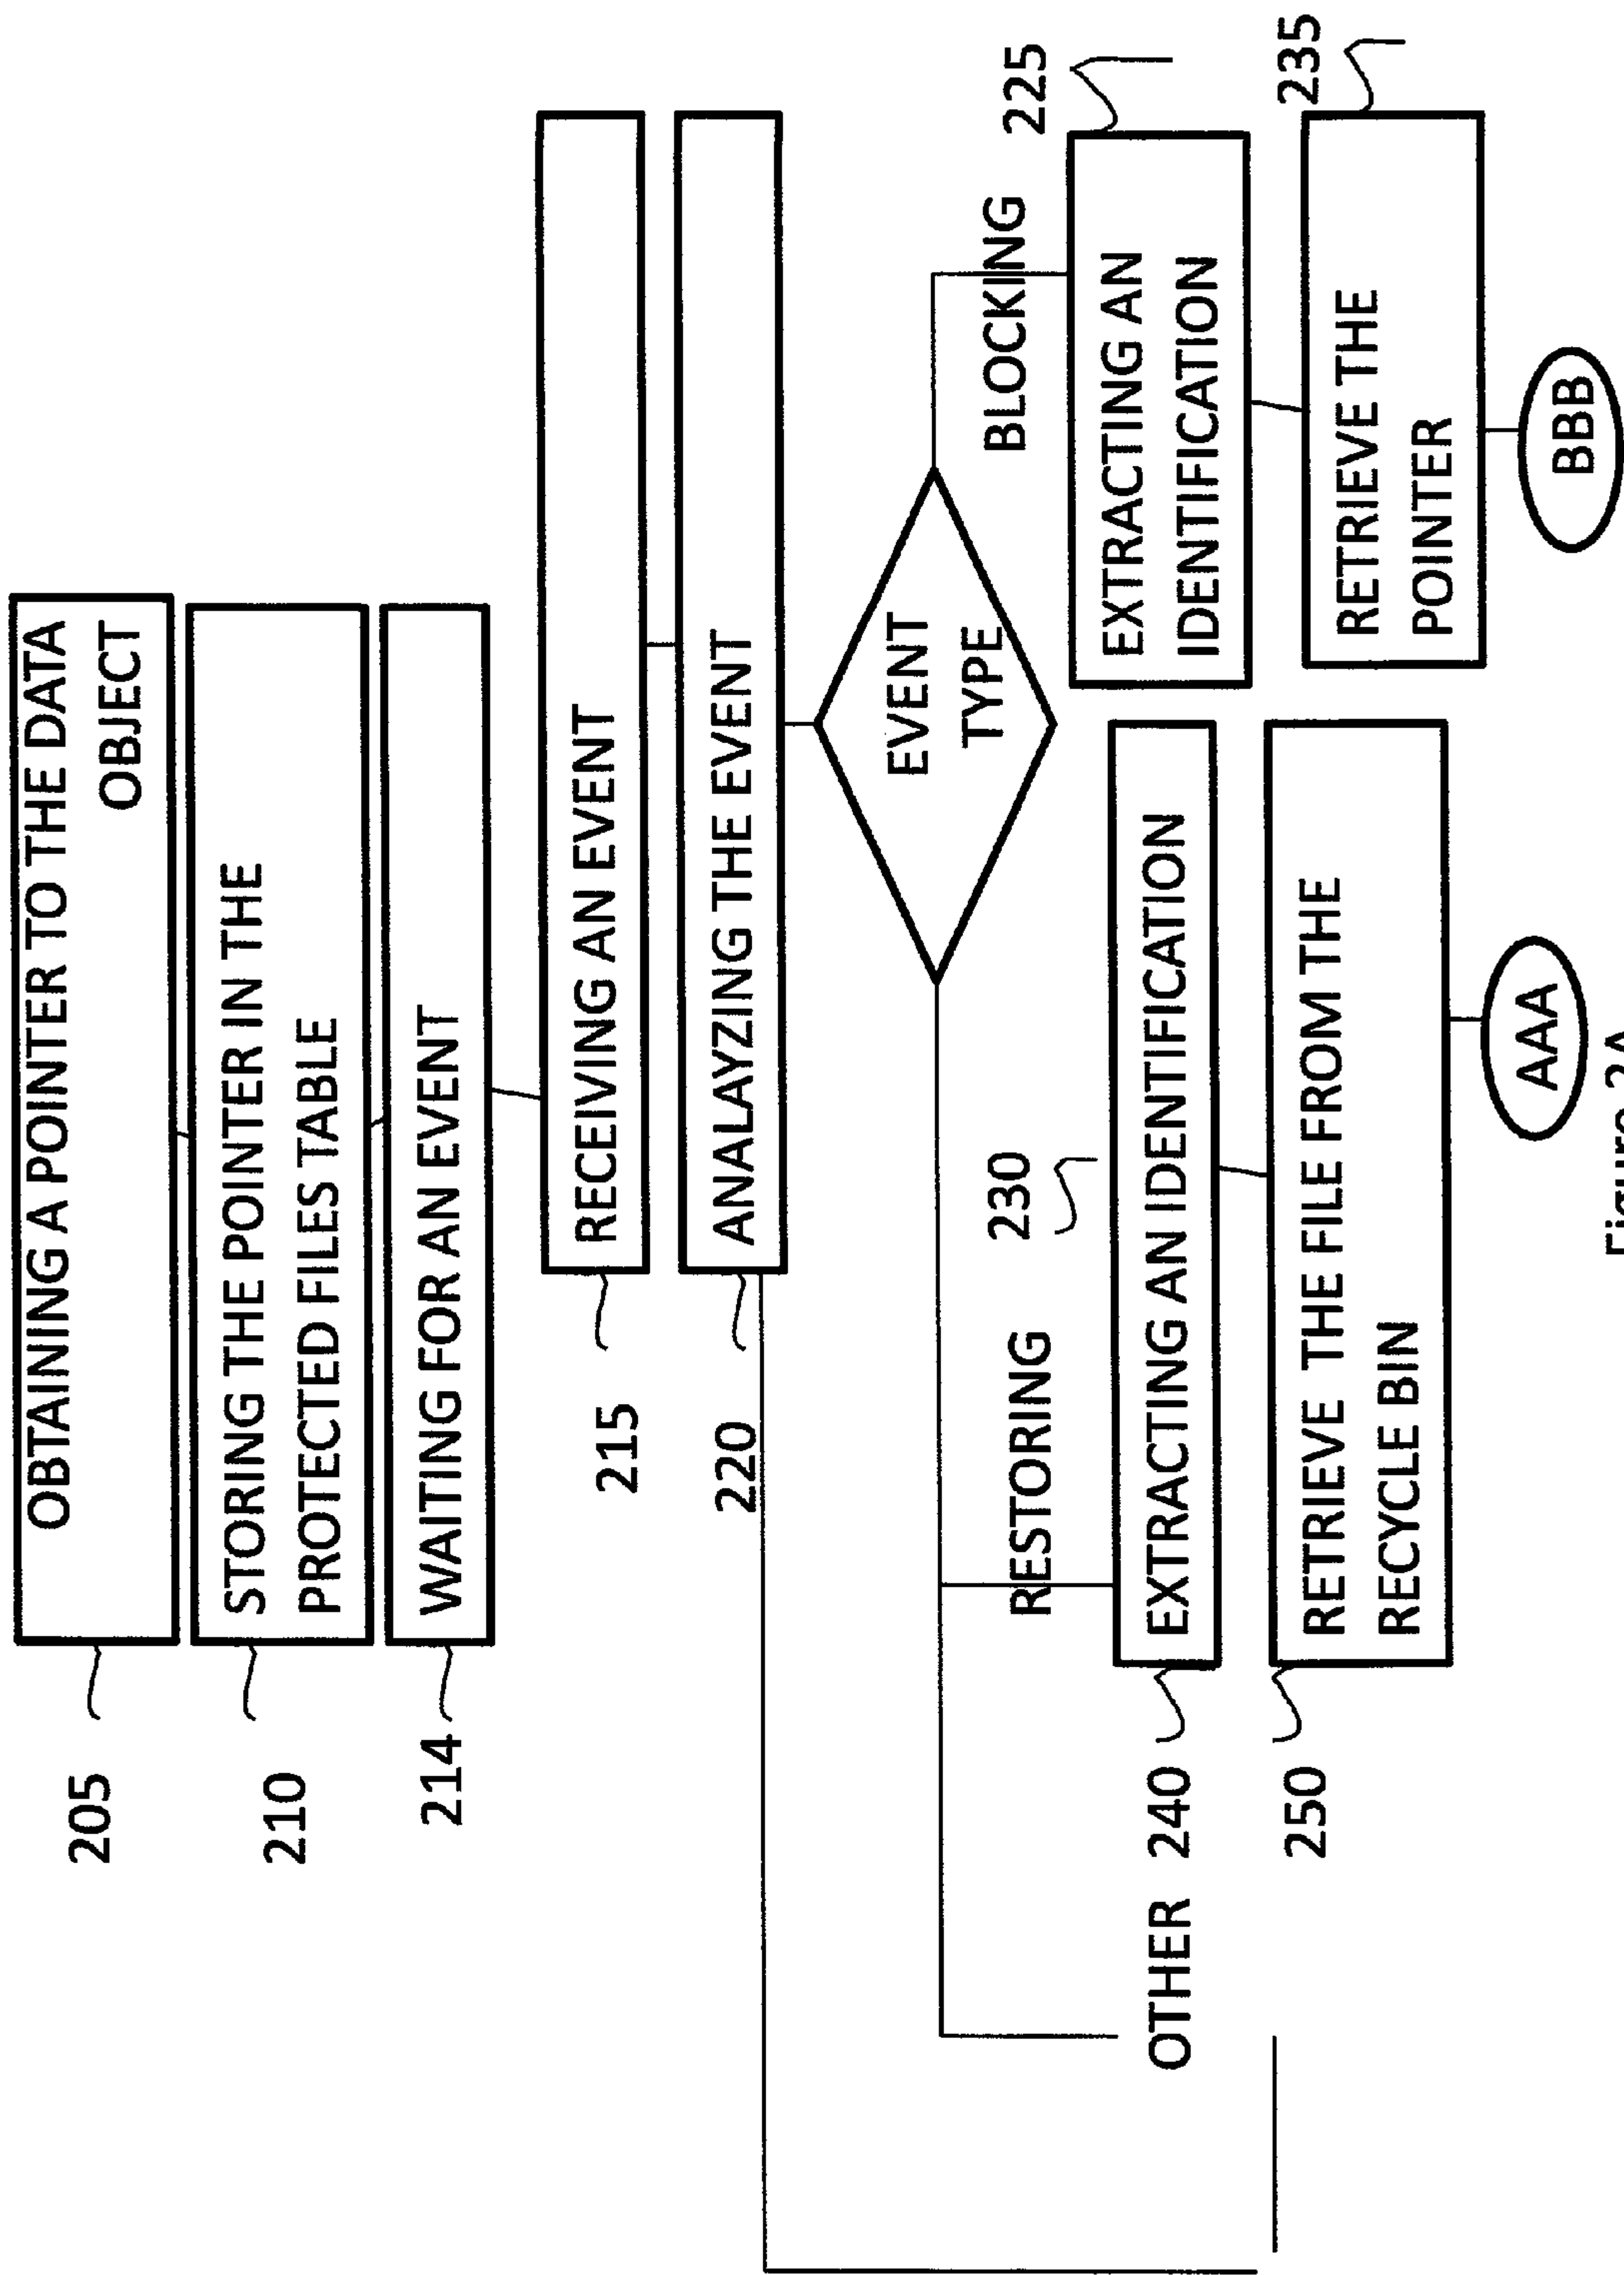 OBTAINING A POINTER TO THE DATA
OBJECT
205
STORING THE POINTER IN THE
PROTECTED FILES TABLE
210
WAITING FOR AN EVENT
214
RECEIVING AN EVENT
215
ANALAYZING THE EVENT
220
EVENT
TYPE
RESTORING
230
BLOCKING
225
OTHER
240
EXTRACTING AN IDENTIFICATION
EXTRACTING AN
IDENTIFICATION
235
250
RETRIEVE THE FILE FROM THE
RECYCLE BIN
RETRIEVE THE
POINTER
AAA
BBB
Figure 2A